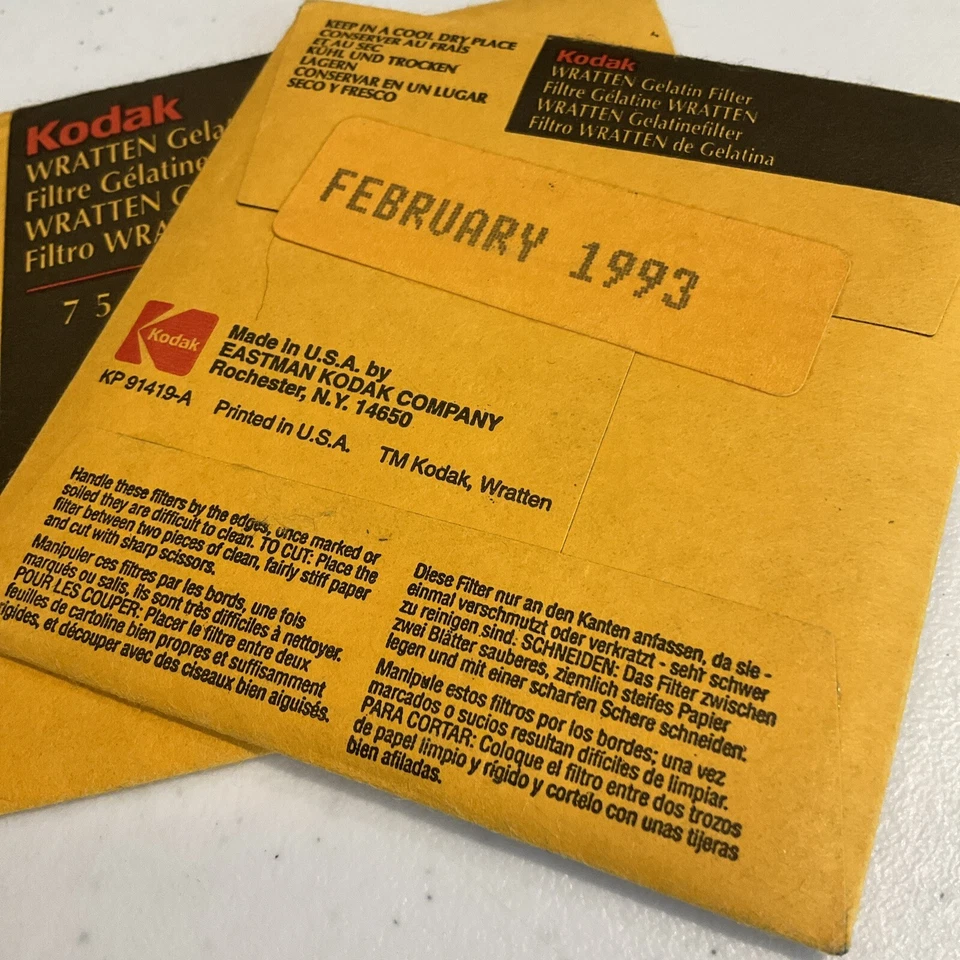 KEEP IN A COOL DRY PLACE
CONSERVER AU FRAIS
ET AU SEC
KÜHL UND TROCKEN
LAGERN
CONSERVAR EN UN LUGAR
SECO Y FRESCO
Kodak
WRATTEN Gelatin Filter
Filtre Gélatine WRATTEN
WRATTEN Gelatinefilter
Filtro WRATTEN de Gelatina
FEBRUARY 1993
Kodak
Made in U.S.A. by
EASTMAN KODAK COMPANY
Rochester, N.Y. 14650
KP 91419-A
Printed in U.S.A.
TM Kodak, Wratten
Handle these filters by the edges, once marked or
soiled they are difficult to clean. TO CUT: Place the
filter between two pieces of clean, fairly stiff paper
and cut with sharp scissors.
Manipuler ces filtres par les bords, une fois
marqués ou salis, ils sont très difficiles à nettoyer.
POUR LES COUPER: Placer le filtre entre deux
feuilles de cartoline bien propres et suffisamment
rigides, et découper avec des ciseaux bien aiguisés.
Diese Filter nur an den Kanten anfassen, da sie -
einmal verschmutzt oder verkratzt - sehr schwer
zu reinigen sind. SCHNEIDEN: Das Filter zwischen
zwei Blätter sauberes, ziemlich steifes Papier
legen und mit einer scharfen Schere schneiden.
Manipule estos filtros por los bordes; una vez
marcados o sucios resultan difíciles de limpiar.
PARA CORTAR: Coloque el filtro entre dos trozos
de papel limpio y rígido y cortelo con unas tijeras
bien afiladas.
Kodak
WRATTEN Gelat
Filtre Gélatine
WRATTEN G
Filtro WRA
7 5